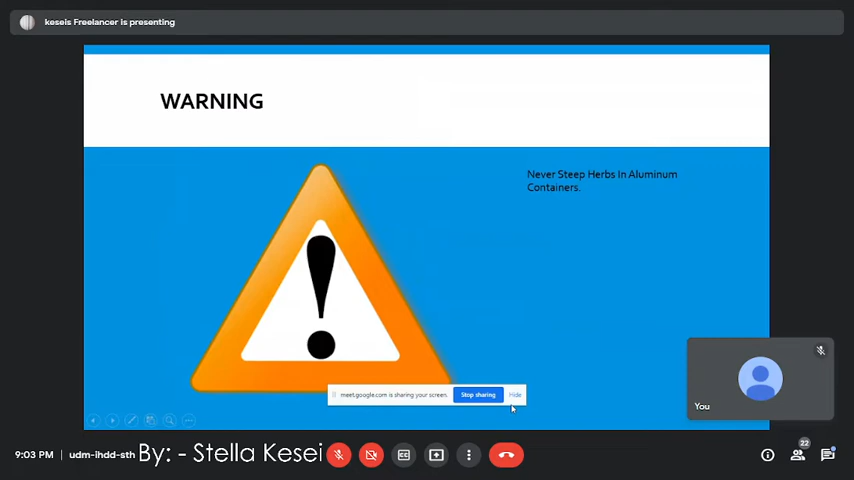 keseis Freelancer is presenting
WARNING
Never Steep Herbs In Aluminum
Containers.
meet.google.com is sharing your screen.
Stop sharing
Hide
You
22
9:03 PM
udm-ihdd-sth
By: - Stella Kesei